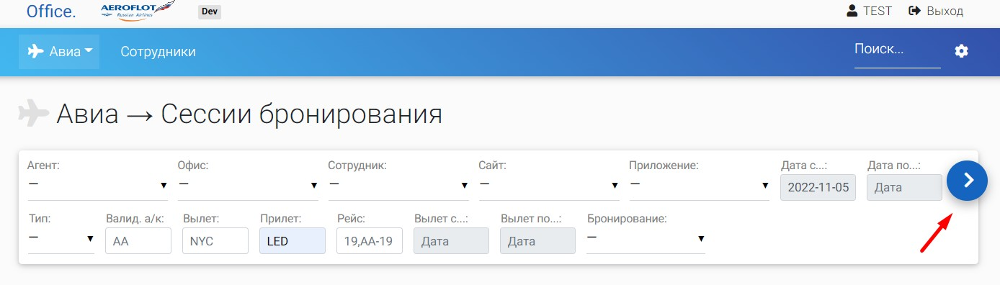 Office. AEROFLOT Dev TEST Выход
Russian Airlines
Авиа Сотрудники Поиск...
Авиа → Сессии бронирования
Агент: Офис: Сотрудник: Сайт: Приложение: Дата с...: Дата по...:
— — — — — 2022-11-05 Дата
Тип: Валид. а/к: Вылет: Прилет: Рейс: Вылет с...: Вылет по...: Бронирование:
— AA NYC LED 19,AA-19 Дата Дата —